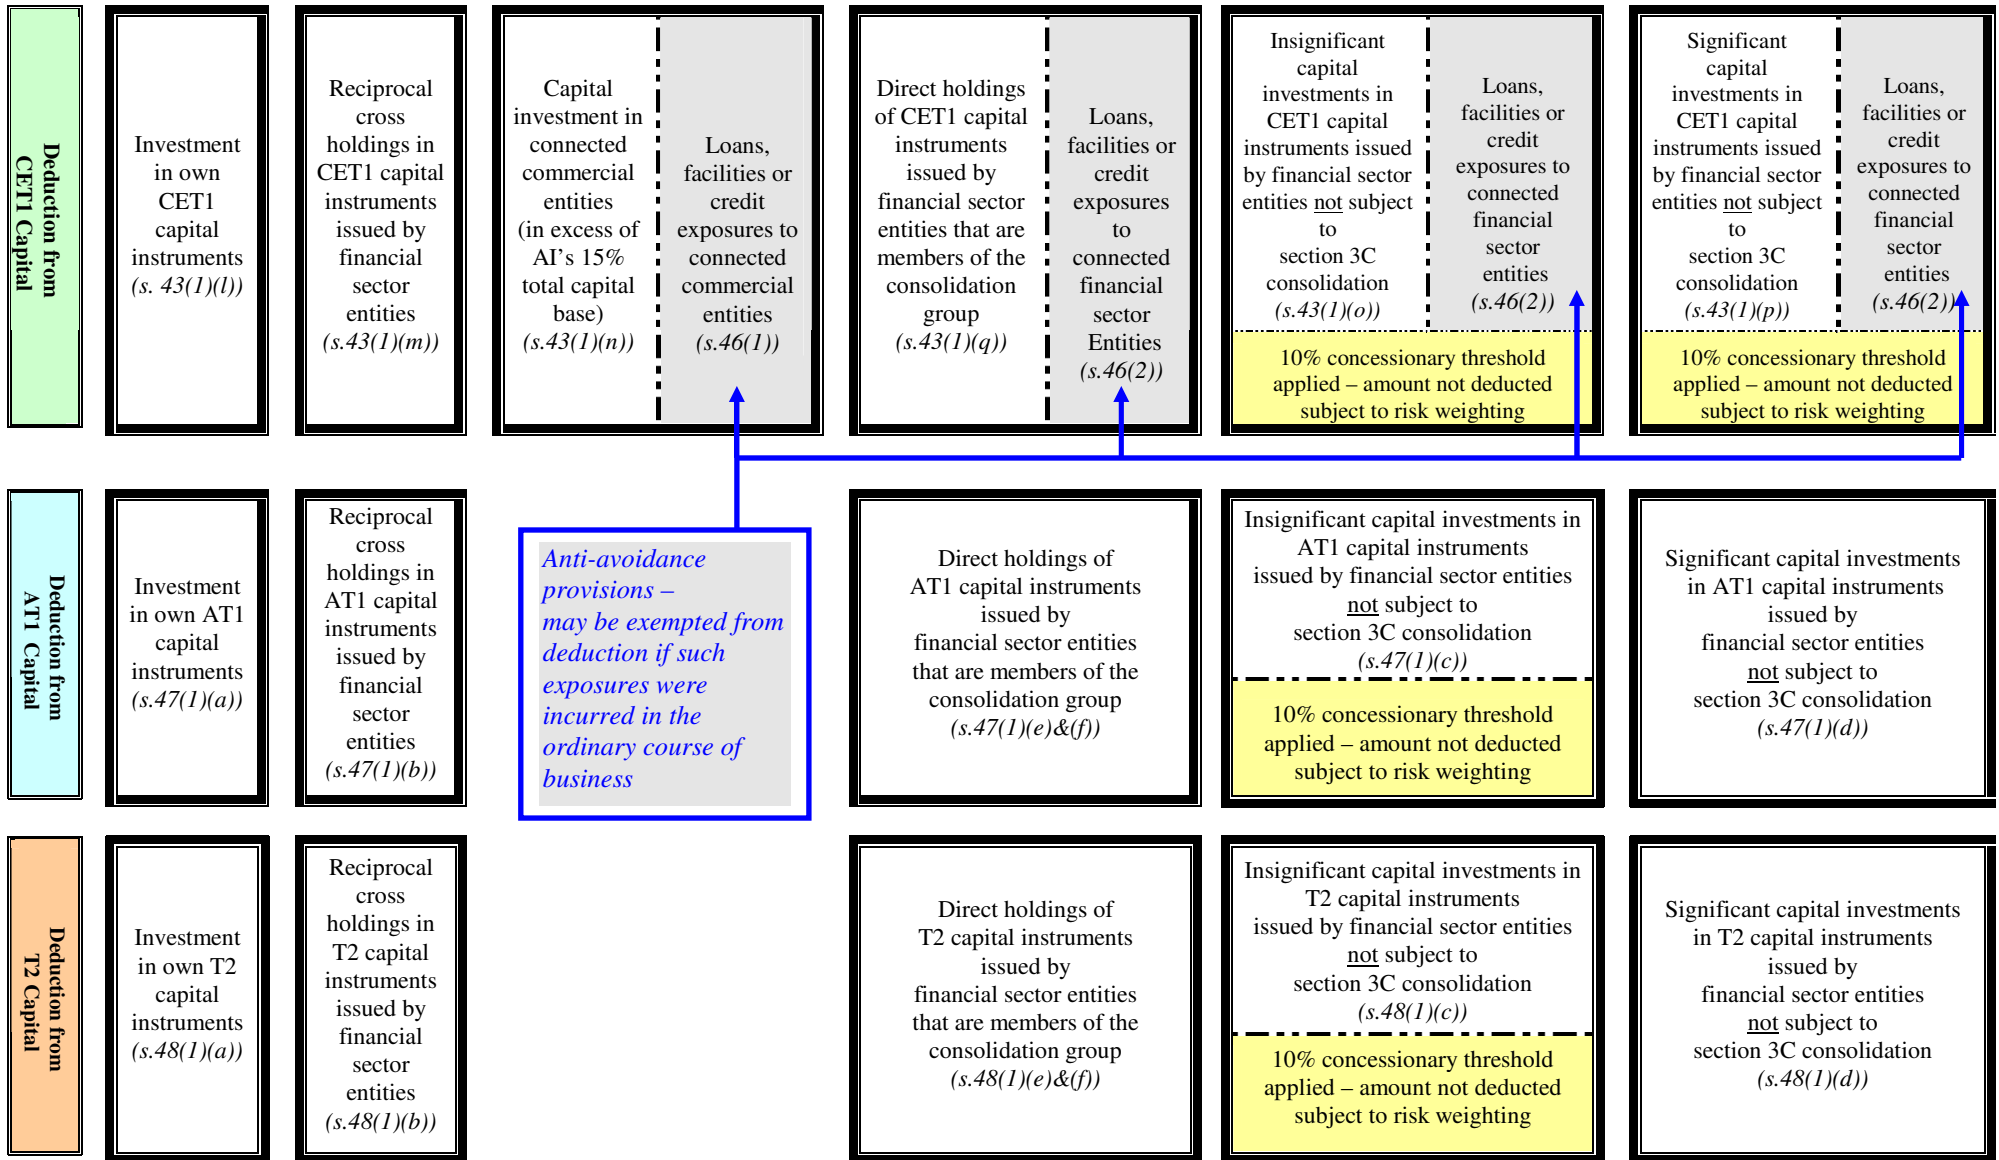 Deduction from
CET1 Capital
Investment
in own
CET1
capital
instruments
(s. 43(1)(l))
Reciprocal
cross
holdings in
CET1 capital
instruments
issued by
financial
sector
entities
(s.43(1)(m))
Capital
investment in
connected
commercial
entities
(in excess of
AI's 15%
total capital
base)
(s.43(1)(n))
Loans,
facilities or
credit
exposures to
connected
commercial
entities
(s.46(1))
Direct holdings
of CET1 capital
instruments
issued by
financial sector
entities that are
members of the
consolidation
group
(s.43(1)(q))
Loans,
facilities or
credit
exposures
to
connected
financial
sector
Entities
(s.46(2))
Insignificant
capital
investments in
CET1 capital
instruments issued
by financial sector
entities not subject
to
section 3C
consolidation
(s.43(1)(o))
Loans,
facilities or
credit
exposures to
connected
financial
sector
entities
(s.46(2))
10% concessionary threshold
applied – amount not deducted
subject to risk weighting
Significant
capital
investments in
CET1 capital
instruments issued
by financial sector
entities not subject
to
section 3C
consolidation
(s.43(1)(p))
Loans,
facilities or
credit
exposures to
connected
financial
sector
entities
(s.46(2))
10% concessionary threshold
applied – amount not deducted
subject to risk weighting
Deduction from
AT1 Capital
Investment
in own AT1
capital
instruments
(s.47(1)(a))
Reciprocal
cross
holdings in
AT1 capital
instruments
issued by
financial
sector
entities
(s.47(1)(b))
Anti-avoidance
provisions –
may be exempted from
deduction if such
exposures were
incurred in the
ordinary course of
business
Direct holdings of
AT1 capital instruments
issued by
financial sector entities
that are members of the
consolidation group
(s.47(1)(e)&(f))
Insignificant capital investments in
AT1 capital instruments
issued by financial sector entities
not subject to
section 3C consolidation
(s.47(1)(c))
10% concessionary threshold
applied – amount not deducted
subject to risk weighting
Significant capital investments
in AT1 capital instruments
issued by
financial sector entities
not subject to
section 3C consolidation
(s.47(1)(d))
Deduction from
T2 Capital
Investment
in own T2
capital
instruments
(s.48(1)(a))
Reciprocal
cross
holdings in
T2 capital
instruments
issued by
financial
sector
entities
(s.48(1)(b))
Direct holdings of
T2 capital instruments
issued by
financial sector entities
that are members of the
consolidation group
(s.48(1)(e)&(f))
Insignificant capital investments in
T2 capital instruments
issued by financial sector entities
not subject to
section 3C consolidation
(s.48(1)(c))
10% concessionary threshold
applied – amount not deducted
subject to risk weighting
Significant capital investments
in T2 capital instruments
issued by
financial sector entities
not subject to
section 3C consolidation
(s.48(1)(d))